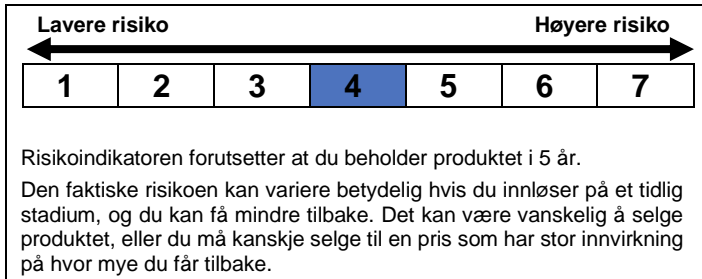 Lavere risiko Høyere risiko
1 2 3 4 5 6 7
Risikoindikatoren forutsetter at du beholder produktet i 5 år.
Den faktiske risikoen kan variere betydelig hvis du innløser på et tidlig
stadium, og du kan få mindre tilbake. Det kan være vanskelig å selge
produktet, eller du må kanskje selge til en pris som har stor innvirkning
på hvor mye du får tilbake.